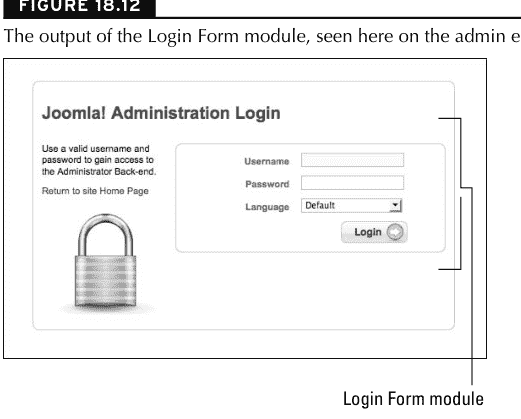 FIGURE 18.12
The output of the Login Form module, seen here on the admin
Joomla! Administration Login
Use a valid username and
password to gain access to
the Administrator Back-end.
Return to site Home Page
Username
Password
Language
Default
Login
Login Form module